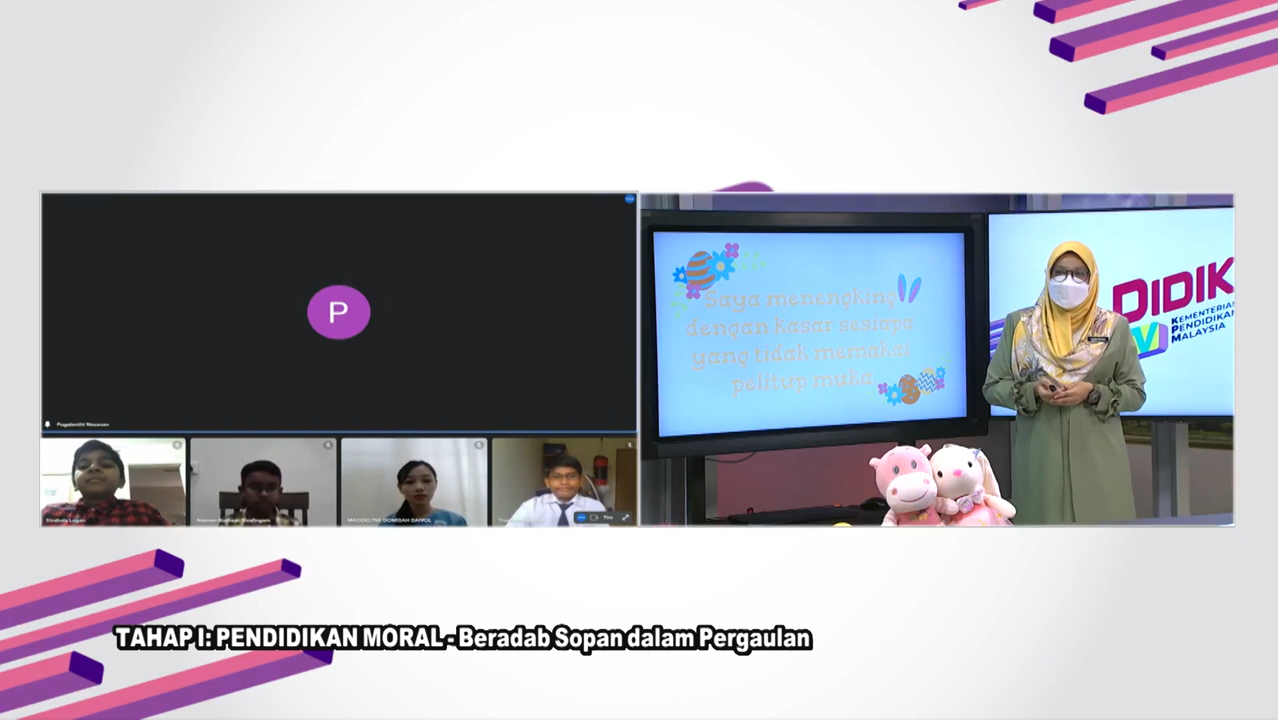 P
Saya menengking
dengan kasar sesiapa
yang tidak memakai
pelitup muka
DIDIK
KEMENTERIAN
PENDIDIKAN
MALAYSIA
You
TAHAP I: PENDIDIKAN MORAL - Beradab Sopan dalam Pergaulan